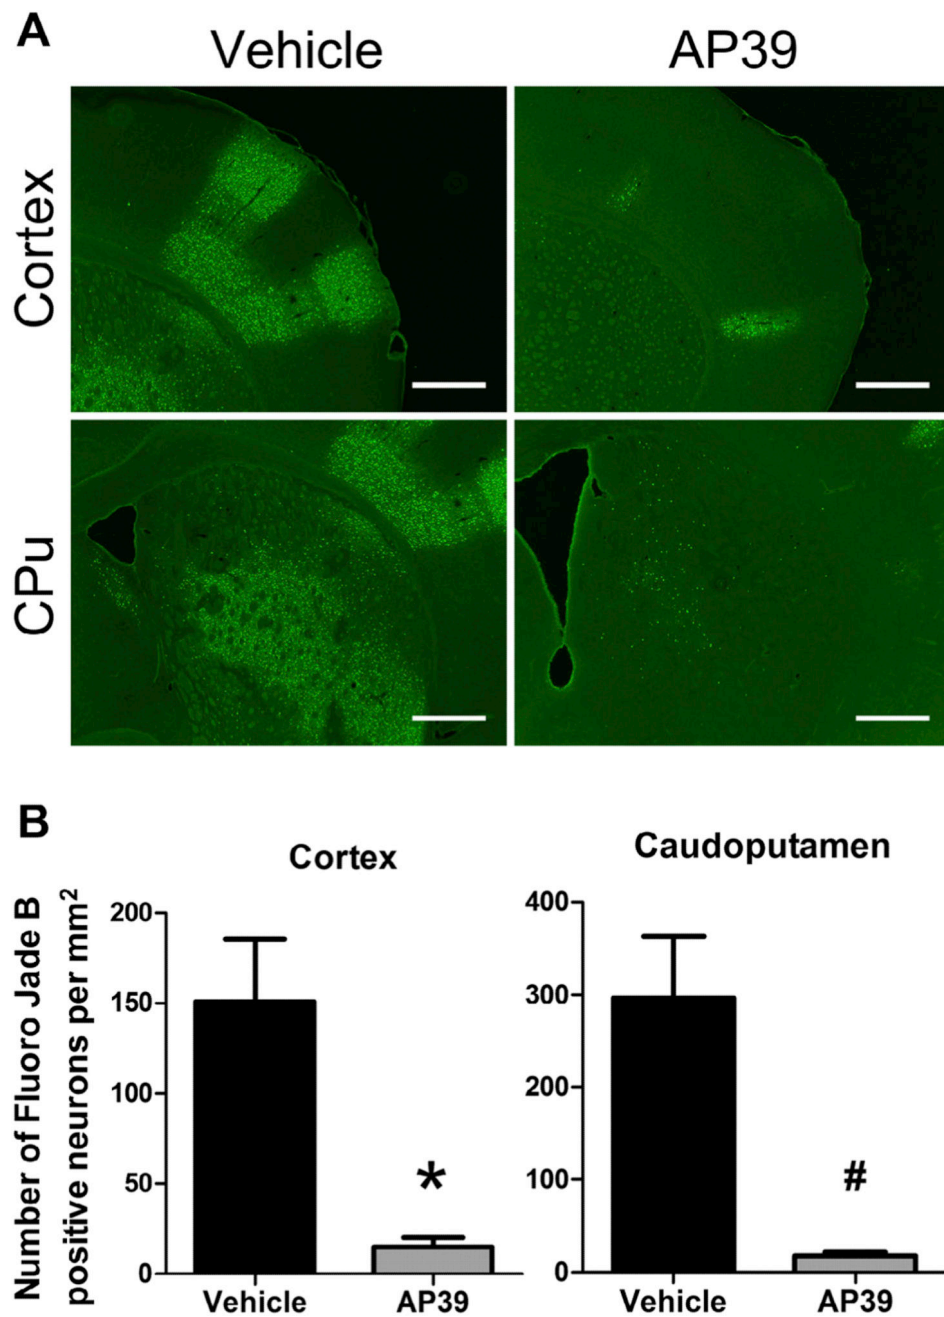 A
Vehicle AP39
Cortex
CPu
B
Cortex
Caudoputamen
Number of Fluoro Jade B
positive neurons per mm²
200
150
100
50
0
Vehicle AP39
*
400
300
200
100
0
Vehicle AP39
#